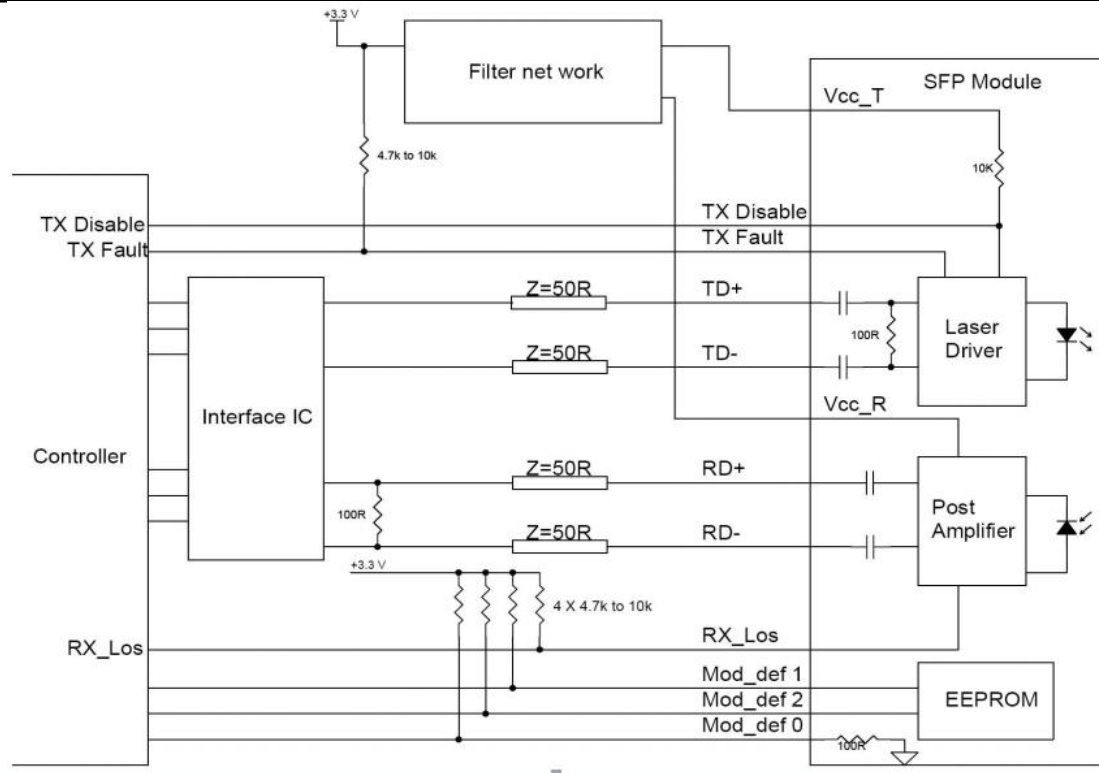 +3.3 V
Filter net work
SFP Module
Vcc_T
4.7k to 10k
10K
TX Disable
TX Disable
TX Fault
TX Fault
Z=50R
TD+
100R
Laser
Driver
Z=50R
TD-
Interface IC
Vcc_R
Controller
Z=50R
RD+
100R
Post
Amplifier
Z=50R
RD-
+3.3 V
4 X 4.7k to 10k
RX_Los
RX_Los
Mod_def 1
Mod_def 2
EEPROM
Mod_def 0
100R